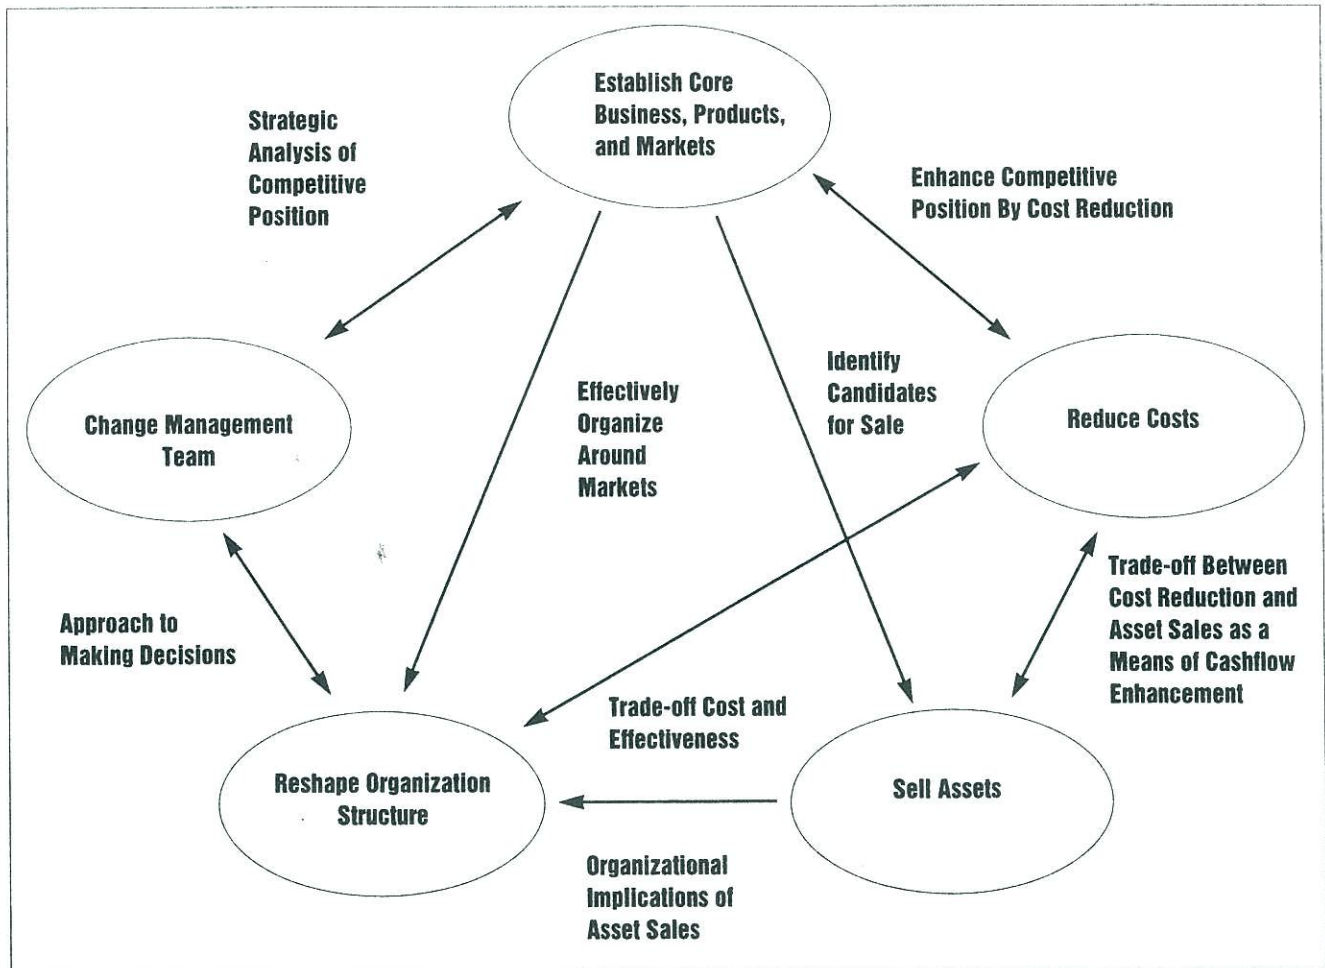 Establish Core
Business, Products,
and Markets
Strategic
Analysis of
Competitive
Position
Enhance Competitive
Position By Cost Reduction
Change Management
Team
Effectively
Organize
Around
Markets
Identify
Candidates
for Sale
Reduce Costs
Approach to
Making Decisions
Trade-off Between
Cost Reduction and
Asset Sales as a
Means of Cashflow
Enhancement
Trade-off Cost and
Effectiveness
Reshape Organization
Structure
Sell Assets
Organizational
Implications of
Asset Sales